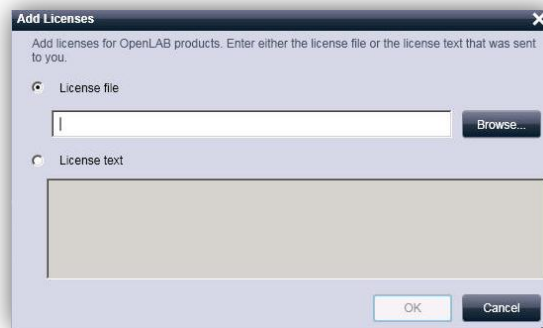 Add Licenses
Add licenses for OpenLAB products. Enter either the license file or the license text that was sent
to you.
License file
Browse...
License text
OK
Cancel